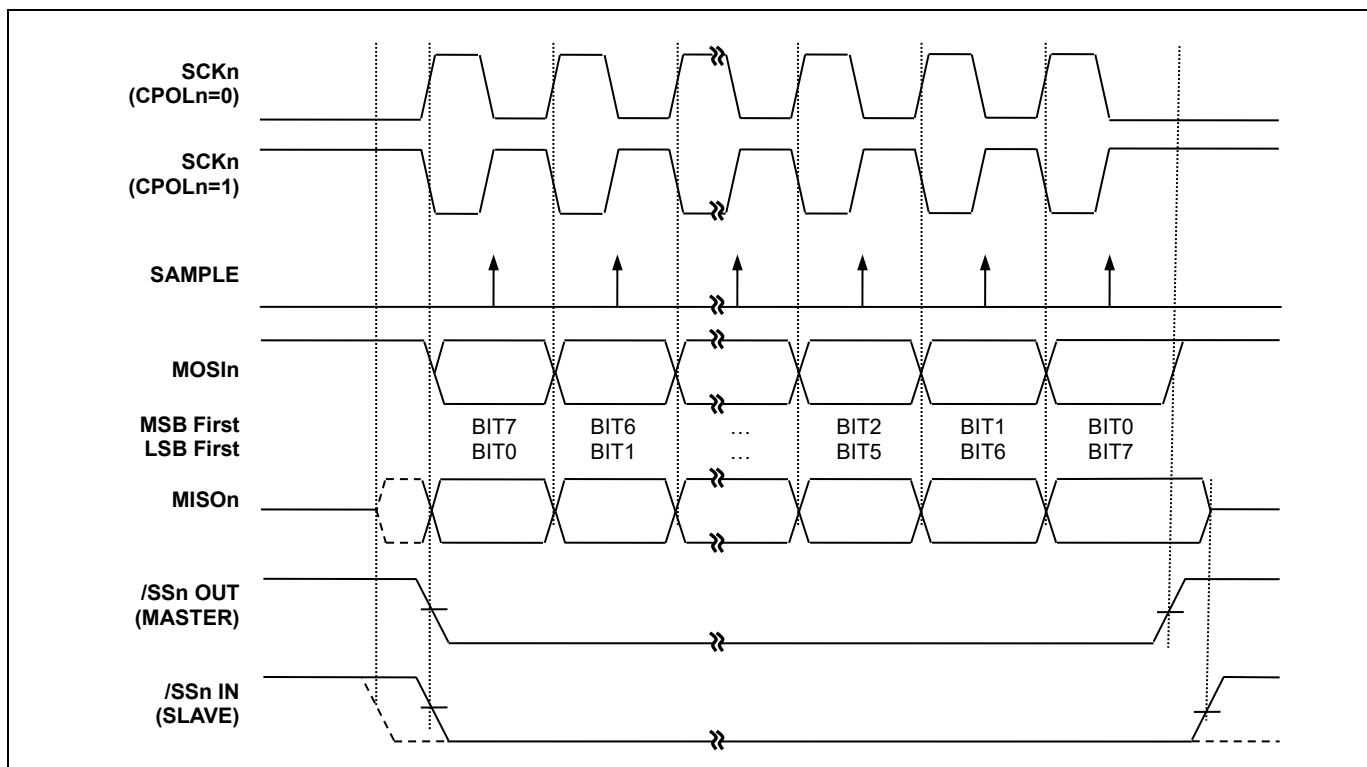 SCKn
(CPOLn=0)
SCKn
(CPOLn=1)
SAMPLE
MOSIn
MSB First BIT7 BIT6 … BIT2 BIT1 BIT0
LSB First BIT0 BIT1 … BIT5 BIT6 BIT7
MISOn
/SSn OUT
(MASTER)
/SSn IN
(SLAVE)